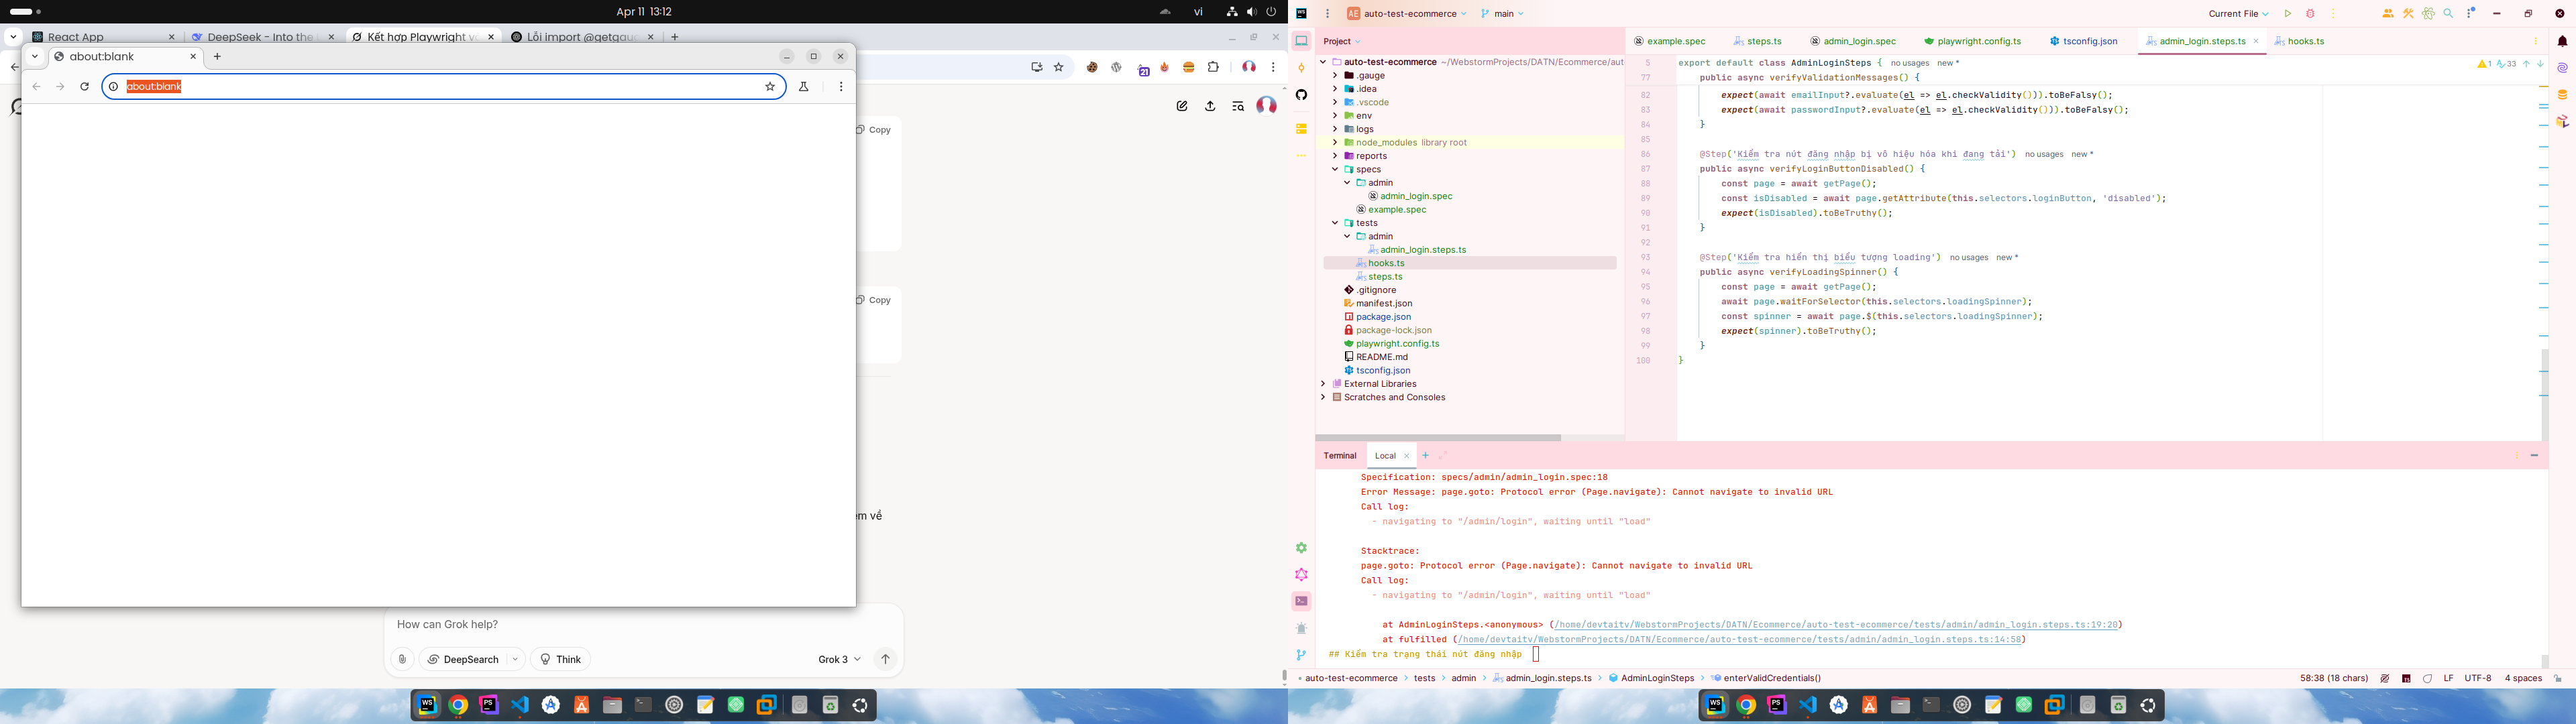 Apr 11 13:12
vi
React App
DeepSeek - Into the
Kết hợp Playwright vớ
Lỗi import @getgaug
about:blank
about:blank
21
Copy
Copy
êm về
How can Grok help?
DeepSearch
Think
Grok 3
AE auto-test-ecommerce
main
Current File
Project
example.spec
steps.ts
admin_login.spec
playwright.config.ts
tsconfig.json
admin_login.steps.ts
hooks.ts
auto-test-ecommerce ~/WebstormProjects/DATN/Ecommerce/aut
.gauge
.idea
.vscode
env
logs
node_modules library root
reports
specs
admin
admin_login.spec
example.spec
tests
admin
admin_login.steps.ts
hooks.ts
steps.ts
.gitignore
manifest.json
package.json
package-lock.json
playwright.config.ts
README.md
tsconfig.json
External Libraries
Scratches and Consoles
5 export default class AdminLoginSteps { no usages new *
1 33
77 public async verifyValidationMessages() {
82 expect(await emailInput?.evaluate(el => el.checkValidity())).toBeFalsy();
83 expect(await passwordInput?.evaluate(el => el.checkValidity())).toBeFalsy();
84 }
85
86 @Step('Kiểm tra nút đăng nhập bị vô hiệu hóa khi đang tải') no usages new *
87 public async verifyLoginButtonDisabled() {
88 const page = await getPage();
89 const isDisabled = await page.getAttribute(this.selectors.loginButton, 'disabled');
90 expect(isDisabled).toBeTruthy();
91 }
92
93 @Step('Kiểm tra hiển thị biểu tượng loading') no usages new *
94 public async verifyLoadingSpinner() {
95 const page = await getPage();
96 await page.waitForSelector(this.selectors.loadingSpinner);
97 const spinner = await page.$(this.selectors.loadingSpinner);
98 expect(spinner).toBeTruthy();
99 }
100 }
Terminal
Local
Specification: specs/admin/admin_login.spec:18
Error Message: page.goto: Protocol error (Page.navigate): Cannot navigate to invalid URL
Call log:
- navigating to "/admin/login", waiting until "load"
Stacktrace:
page.goto: Protocol error (Page.navigate): Cannot navigate to invalid URL
Call log:
- navigating to "/admin/login", waiting until "load"
at AdminLoginSteps.<anonymous> (/home/devtaitv/WebstormProjects/DATN/Ecommerce/auto-test-ecommerce/tests/admin/admin_login.steps.ts:19:20)
at fulfilled (/home/devtaitv/WebstormProjects/DATN/Ecommerce/auto-test-ecommerce/tests/admin/admin_login.steps.ts:14:58)
## Kiểm tra trạng thái nút đăng nhập
auto-test-ecommerce > tests > admin > admin_login.steps.ts > AdminLoginSteps > enterValidCredentials()
58:38 (18 chars)
LF
UTF-8
4 spaces